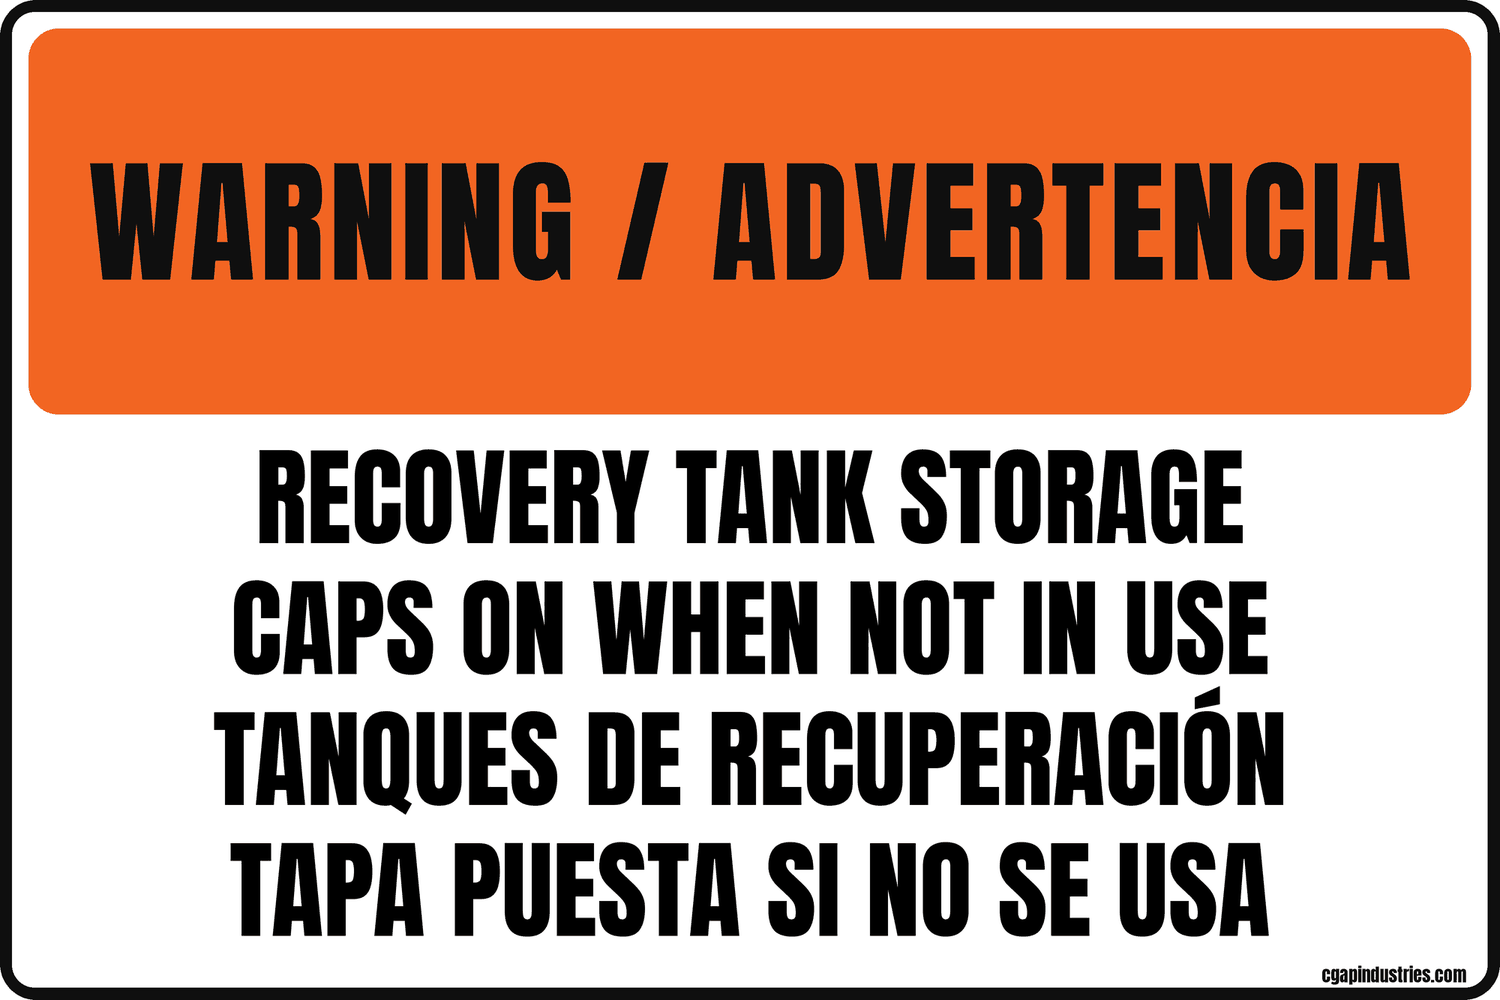 WARNING / ADVERTENCIA
RECOVERY TANK STORAGE
CAPS ON WHEN NOT IN USE
TANQUES DE RECUPERACIÓN
TAPA PUESTA SI NO SE USA
cgapindustries.com